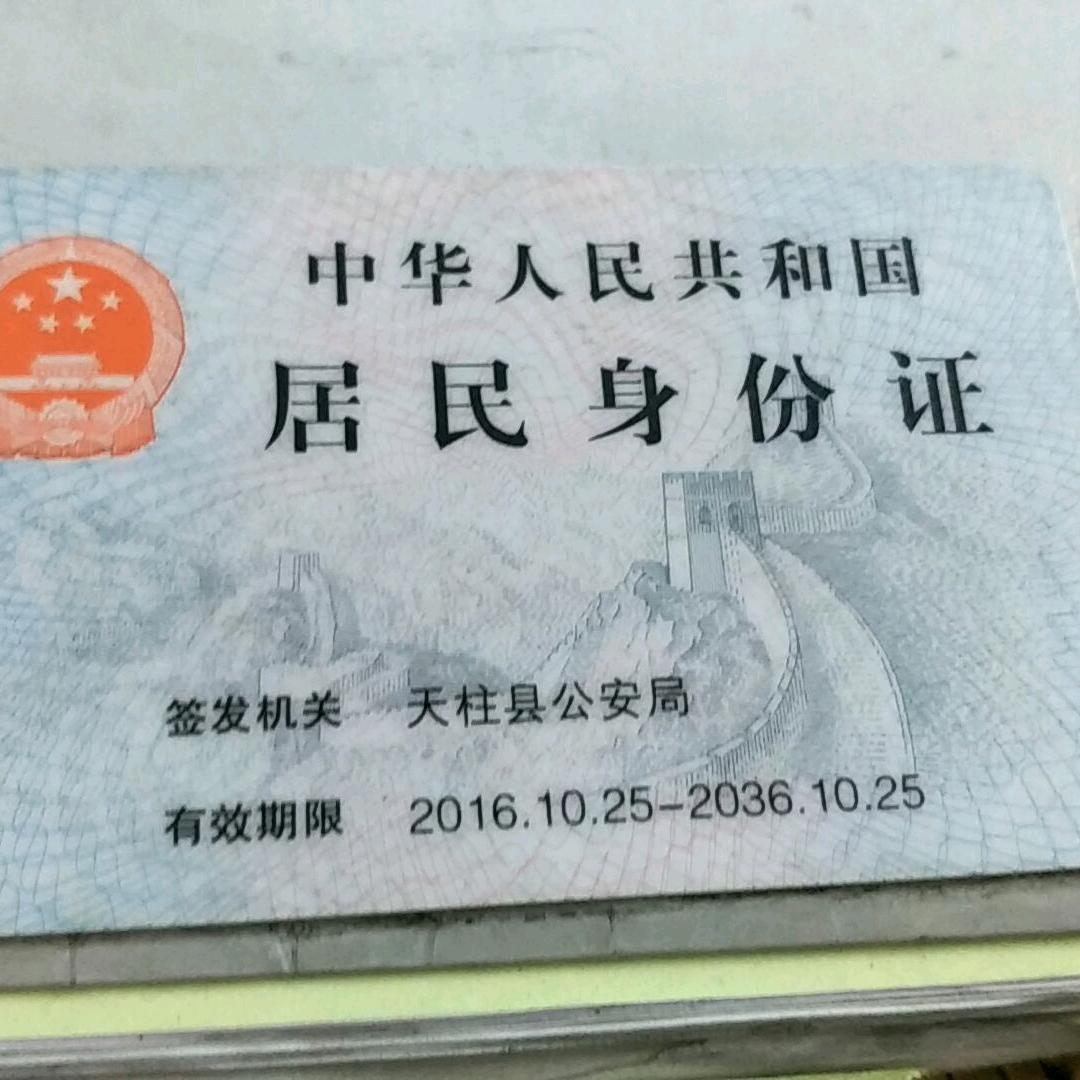 中华人民共和国
居民身份证
签发机关 天柱县公安局
有效期限 2016.10.25-2036.10.25